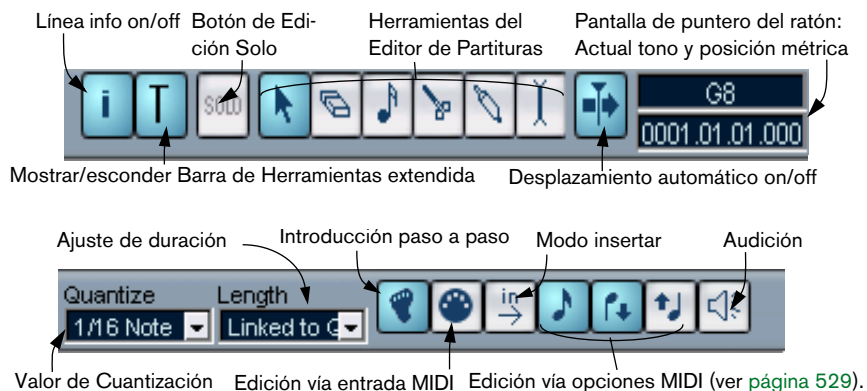 Línea info on/off
Botón de Edi-
ción Solo
Herramientas del
Editor de Partituras
Pantalla de puntero del ratón:
Actual tono y posición métrica
i
T
SOLO
G8
0001.01.01.000
Mostrar/esconder Barra de Herramientas extendida
Desplazamiento automático on/off
Ajuste de duración
Introducción paso a paso
Modo insertar
Audición
Quantize
Length
in
1/16 Note
Linked to Q
Valor de Cuantización
Edición vía entrada MIDI
Edición vía opciones MIDI (ver página 529).